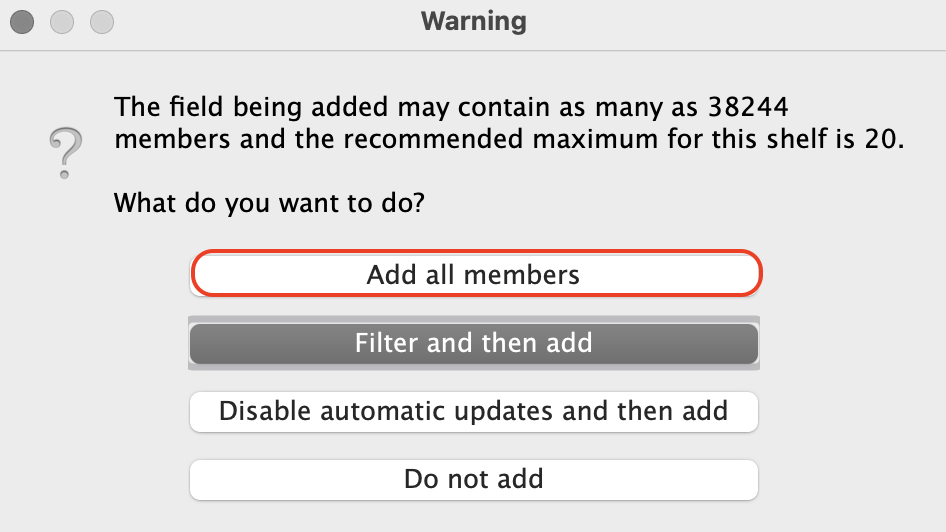 Warning
The field being added may contain as many as 38244
members and the recommended maximum for this shelf is 20.
What do you want to do?
Add all members
Filter and then add
Disable automatic updates and then add
Do not add